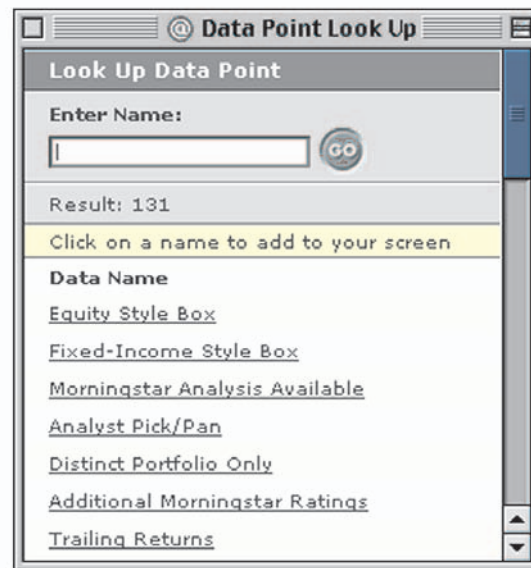 Data Point Look Up
Look Up Data Point
Enter Name:
GO
Result: 131
Click on a name to add to your screen
Data Name
Equity Style Box
Fixed-Income Style Box
Morningstar Analysis Available
Analyst Pick/Pan
Distinct Portfolio Only
Additional Morningstar Ratings
Trailing Returns